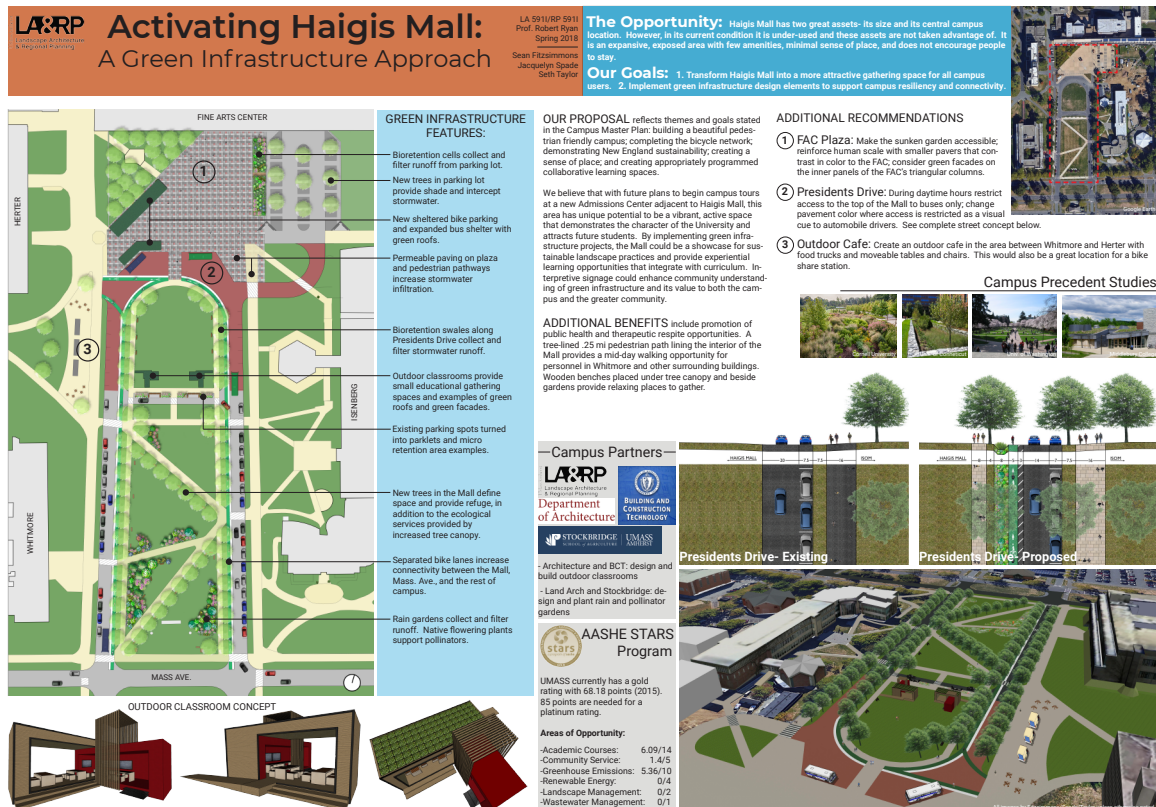 LA&RP
Landscape Architecture
& Regional Planning
Activating Haigis Mall:
A Green Infrastructure Approach
LA 591I/RP 591I
Prof. Robert Ryan
Spring 2018
Sean Fitzsimmons
Jacquelyn Spade
Seth Taylor
The Opportunity: Haigis Mall has two great assets- its size and its central campus
location. However, in its current condition it is under-used and these assets are not taken advantage of. It
is an expansive, exposed area with few amenities, minimal sense of place, and does not encourage people
to stay.
Our Goals: 1. Transform Haigis Mall into a more attractive gathering space for all campus
users. 2. Implement green infrastructure design elements to support campus resiliency and connectivity.
Google Earth
FINE ARTS CENTER
HERTER
WHITMORE
ISENBERG
MASS AVE.
1
2
3
GREEN INFRASTRUCTURE
FEATURES:
Bioretention cells collect and
filter runoff from parking lot.
New trees in parking lot
provide shade and intercept
stormwater.
New sheltered bike parking
and expanded bus shelter with
green roofs.
Permeable paving on plaza
and pedestrian pathways
increase stormwater
infiltration.
Bioretention swales along
Presidents Drive collect and
filter stormwater runoff.
Outdoor classrooms provide
small educational gathering
spaces and examples of green
roofs and green facades.
Existing parking spots turned
into parklets and micro
retention area examples.
New trees in the Mall define
space and provide refuge, in
addition to the ecological
services provided by
increased tree canopy.
Separated bike lanes increase
connectivity between the Mall,
Mass. Ave., and the rest of
campus.
Rain gardens collect and filter
runoff. Native flowering plants
support pollinators.
OUTDOOR CLASSROOM CONCEPT
OUR PROPOSAL reflects themes and goals stated
in the Campus Master Plan: building a beautiful pedes-
trian friendly campus; completing the bicycle network;
demonstrating New England sustainability; creating a
sense of place; and creating appropriately programmed
collaborative learning spaces.
We believe that with future plans to begin campus tours
at a new Admissions Center adjacent to Haigis Mall, this
area has unique potential to be a vibrant, active space
that demonstrates the character of the University and
attracts future students. By implementing green infra-
structure projects, the Mall could be a showcase for sus-
tainable landscape practices and provide experiential
learning opportunities that integrate with curriculum. In-
terpretive signage could enhance community understand-
ing of green infrastructure and its value to both the cam-
pus and the greater community.
ADDITIONAL BENEFITS include promotion of
public health and therapeutic respite opportunities. A
tree-lined .25 mi pedestrian path lining the interior of the
Mall provides a mid-day walking opportunity for
personnel in Whitmore and other surrounding buildings.
Wooden benches placed under tree canopy and beside
gardens provide relaxing places to gather.
ADDITIONAL RECOMMENDATIONS
1 FAC Plaza: Make the sunken garden accessible;
reinforce human scale with smaller pavers that con-
trast in color to the FAC; consider green facades on
the inner panels of the FAC's triangular columns.
2 Presidents Drive: During daytime hours restrict
access to the top of the Mall to buses only; change
pavement color where access is restricted as a visual
cue to automobile drivers. See complete street concept below.
3 Outdoor Cafe: Create an outdoor cafe in the area between Whitmore and Herter with
food trucks and moveable tables and chairs. This would also be a great location for a bike
share station.
Campus Precedent Studies
Cornell University
Campus Partners
LA&RP
Landscape Architecture
& Regional Planning
Department
of Architecture
BUILDING AND
CONSTRUCTION
TECHNOLOGY
STOCKBRIDGE
SCHOOL of AGRICULTURE
UMASS
AMHERST
- Architecture and BCT: design and
build outdoor classrooms
- Land Arch and Stockbridge: de-
sign and plant rain and pollinator
gardens
stars
AASHE STARS
Program
UMASS currently has a gold
rating with 68.18 points (2015).
85 points are needed for a
platinum rating.
Areas of Opportunity:
-Academic Courses: 6.09/14
-Community Service: 1.4/5
-Greenhouse Emissions: 5.36/10
-Renewable Energy: 0/4
-Landscape Management: 0/2
-Wastewater Management: 0/1
HAIGIS MALL
ISOM
Presidents Drive- Existing
HAIGIS MALL
ISOM
Presidents Drive- Proposed